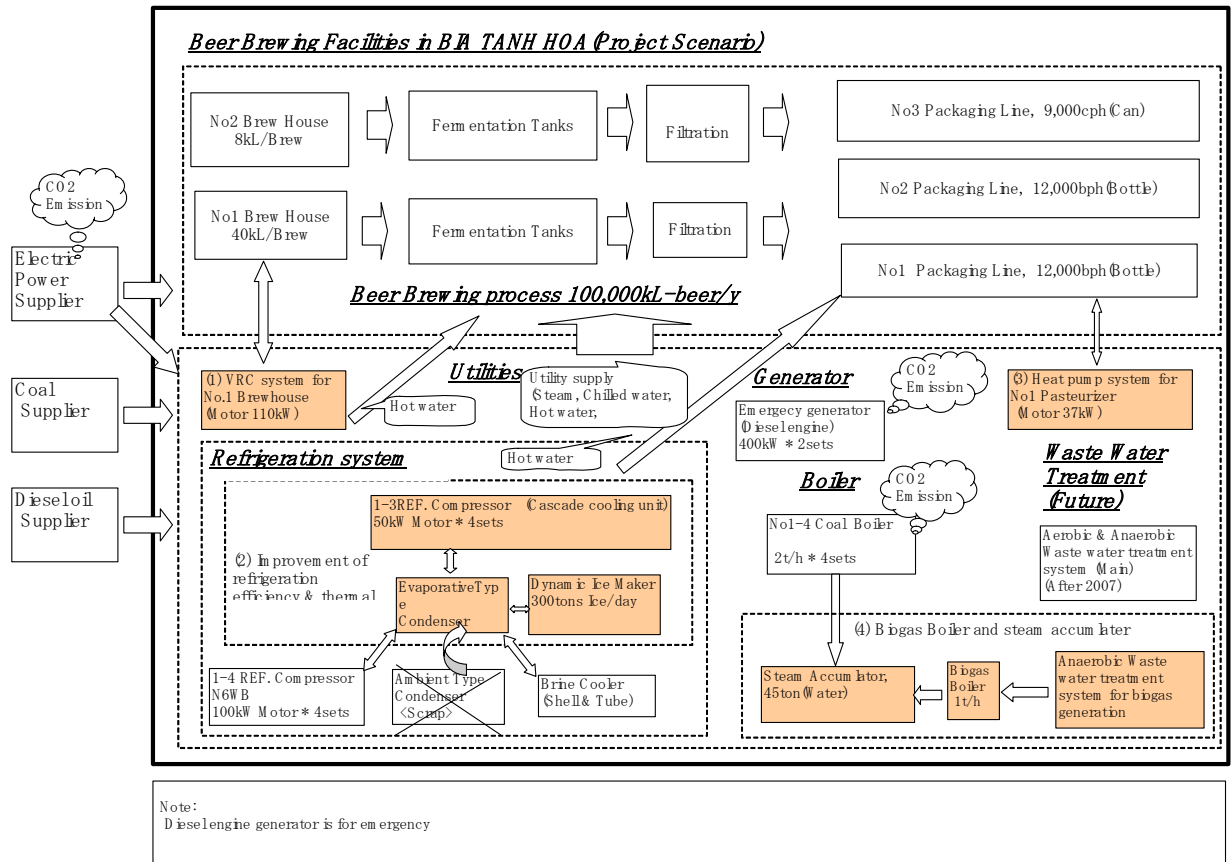 Beer Brewing Facilities in BIA TANH HOA (Project Scenario)
No2 Brew House
8kL/Brew
Fermentation Tanks
Filtration
No3 Packaging Line, 9,000cph(Can)
No2 Packaging Line, 12,000bph(Bottle)
CO2
Emission
No1 Brew House
40kL/Brew
Fermentation Tanks
Filtration
No1 Packaging Line, 12,000bph(Bottle)
Electric
Power
Supplier
Beer Brewing process 100,000kL-beer/y
Coal
Supplier
Diesel oil
Supplier
(1) VRC system for
No.1 Brewhouse
(Motor 110kW)
Utilities
Hot water
Utility supply
(Steam, Chilled water,
Hot water,
Hot water
Generator
CO2
Emission
Emergecy generator
(Diesel engine)
400kW * 2sets
(3) Heat pump system for
No1 Pasteurizer
(Motor 37kW)
Refrigeration system
1-3REF. Compressor (Cascade cooling unit)
50kW Motor * 4sets
(2) Improvement of
refrigeration
efficiency & thermal
Evaporative Typ
e
Condenser
Dynamic Ice Maker
300tons Ice/day
1-4 REF. Compressor
N6WB
100kW Motor * 4sets
Ambient Type
Condenser
<Scrap>
Brine Cooler
(Shell & Tube)
Boiler
CO2
Emission
No1-4 Coal Boiler
2t/h * 4sets
Waste Water
Treatment
(Future)
Aerobic & Anaerobic
Waste water treatment
system (Main)
(After 2007)
(4) Biogas Boiler and steam accumulater
Steam Accumulator,
45ton(Water)
Biogas
Boiler
1t/h
Anaerobic Waste
water treatment
system for biogas
generation
Note:
Diesel engine generator is for emergency